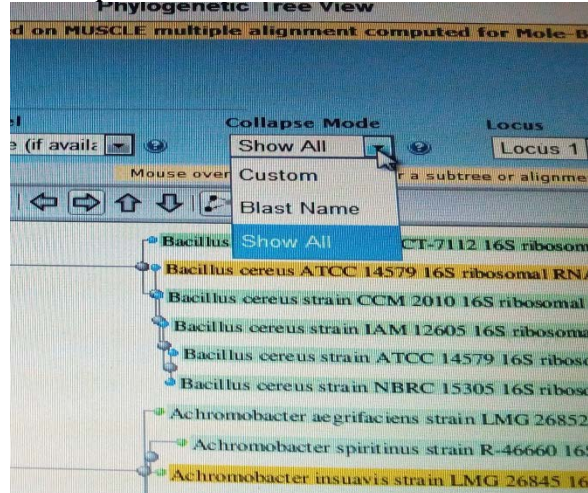 Phylogenetic Tree View
d on MUSCLE multiple alignment computed for Mole-B
el Collapse Mode Locus
e (if availa Show All Locus 1
Mouse over r a subtree or alignme
Custom
Blast Name
Show All
Bacillus CT-7112 16S ribosom
Bacillus cereus ATCC 14579 16S ribosomal RN
Bacillus cereus strain CCM 2010 16S ribosomal
Bacillus cereus strain IAM 12605 16S ribosoma
Bacillus cereus strain ATCC 14579 16S riboso
Bacillus cereus strain NBRC 15305 16S riboso
Achromobacter aegrifaciens strain LMG 26852
Achromobacter spiritinus strain R-46660 16S
Achromobacter insuavis strain LMG 26845 16